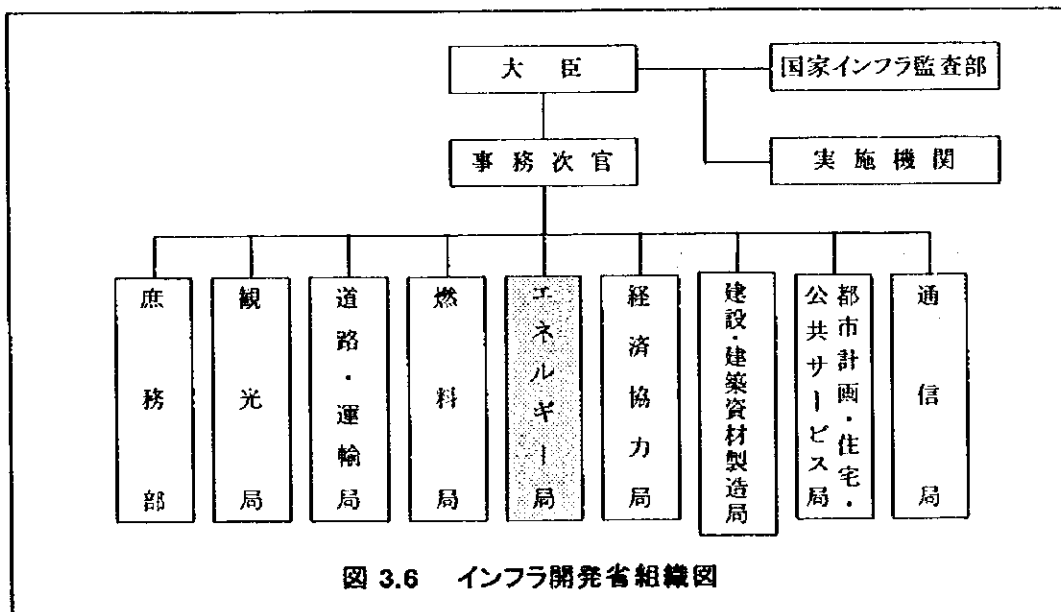 大臣
国家インフラ監査部
事務次官
実施機関
庶務部
観光局
道路・運輸局
燃料局
エネルギー局
経済協力局
建設・建築資材製造局
都市計画・住宅・
公共サービス局
通信局
図 3.6 インフラ開発省組織図